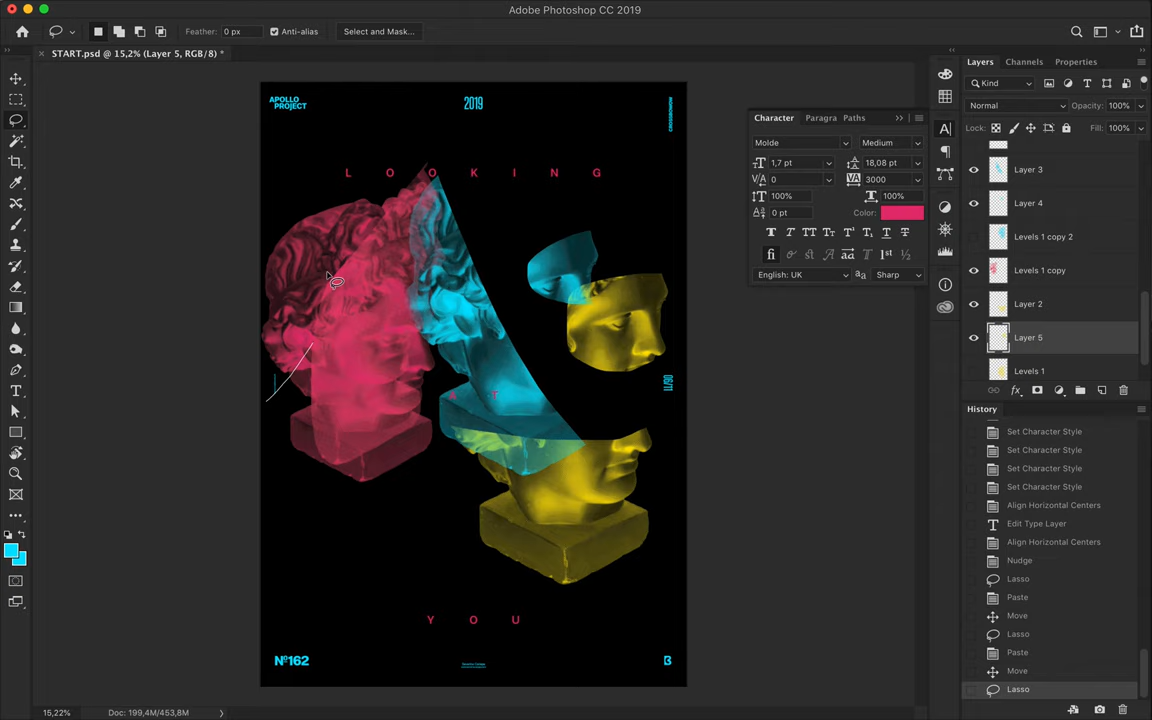 Adobe Photoshop CC 2019
Feather: 0 px
Anti-alias
Select and Mask...
START.psd @ 15,2% (Layer 5, RGB/8) *
APOLLO
PROJECT
2019
LOOKING
AT
06/11
YOU
Nº162
B
Character
Paragra
Paths
Molde
Medium
1,7 pt
18,08 pt
0
3000
100%
100%
0 pt
Color:
English: UK
Sharp
Layers
Channels
Properties
Kind
Normal
Opacity: 100%
Lock:
Fill: 100%
Layer 3
Layer 4
Levels 1 copy 2
Levels 1 copy
Layer 2
Layer 5
Levels 1
History
Set Character Style
Set Character Style
Set Character Style
Set Character Style
Align Horizontal Centers
Edit Type Layer
Align Horizontal Centers
Nudge
Lasso
Paste
Move
Lasso
Paste
Move
Lasso
15,22%
Doc: 199,4M/453,8M